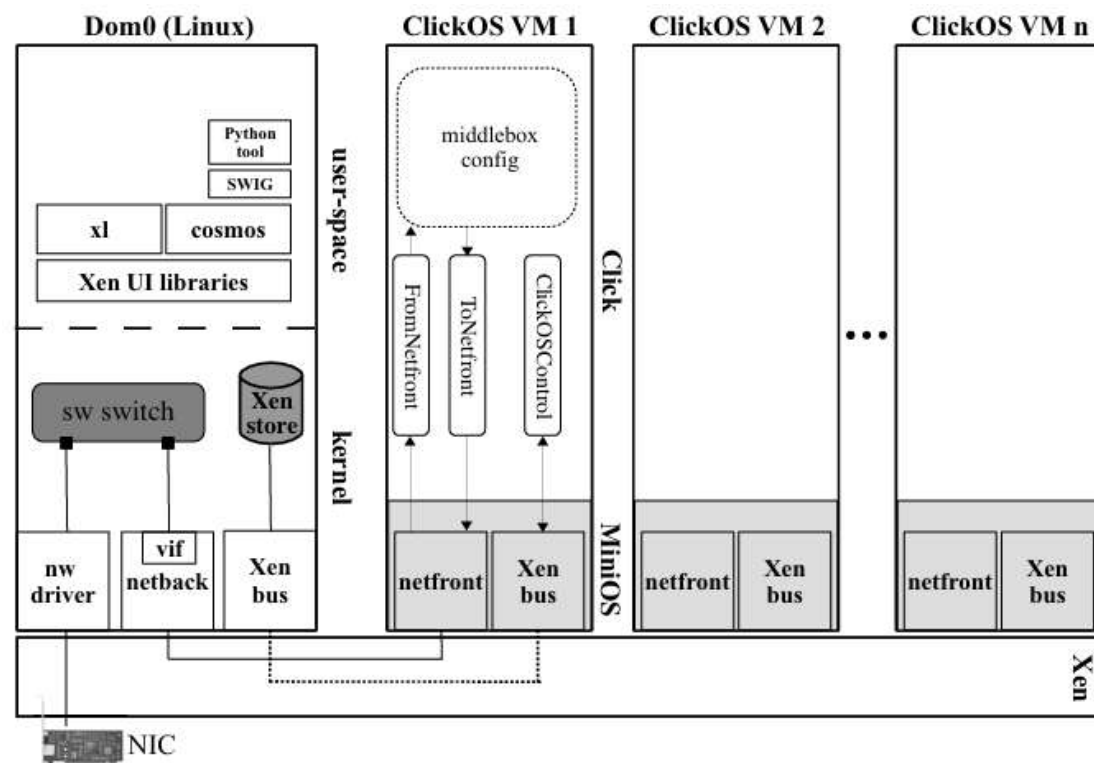 Dom0 (Linux)
ClickOS VM 1
ClickOS VM 2
ClickOS VM n
Python
tool
SWIG
xl
cosmos
Xen UI libraries
user-space
sw switch
Xen
store
kernel
nw
driver
vif
netback
Xen
bus
middlebox
config
FromNetfront
ToNetfront
ClickOSControl
Click
netfront
Xen
bus
MiniOS
netfront
Xen
bus
•••
netfront
Xen
bus
Xen
NIC